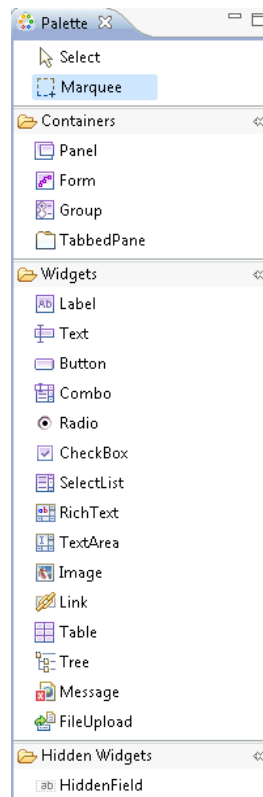 Palette
Select
Marquee
Containers
Panel
Form
Group
TabbedPane
Widgets
Label
Text
Button
Combo
Radio
CheckBox
SelectList
RichText
TextArea
Image
Link
Table
Tree
Message
FileUpload
Hidden Widgets
HiddenField